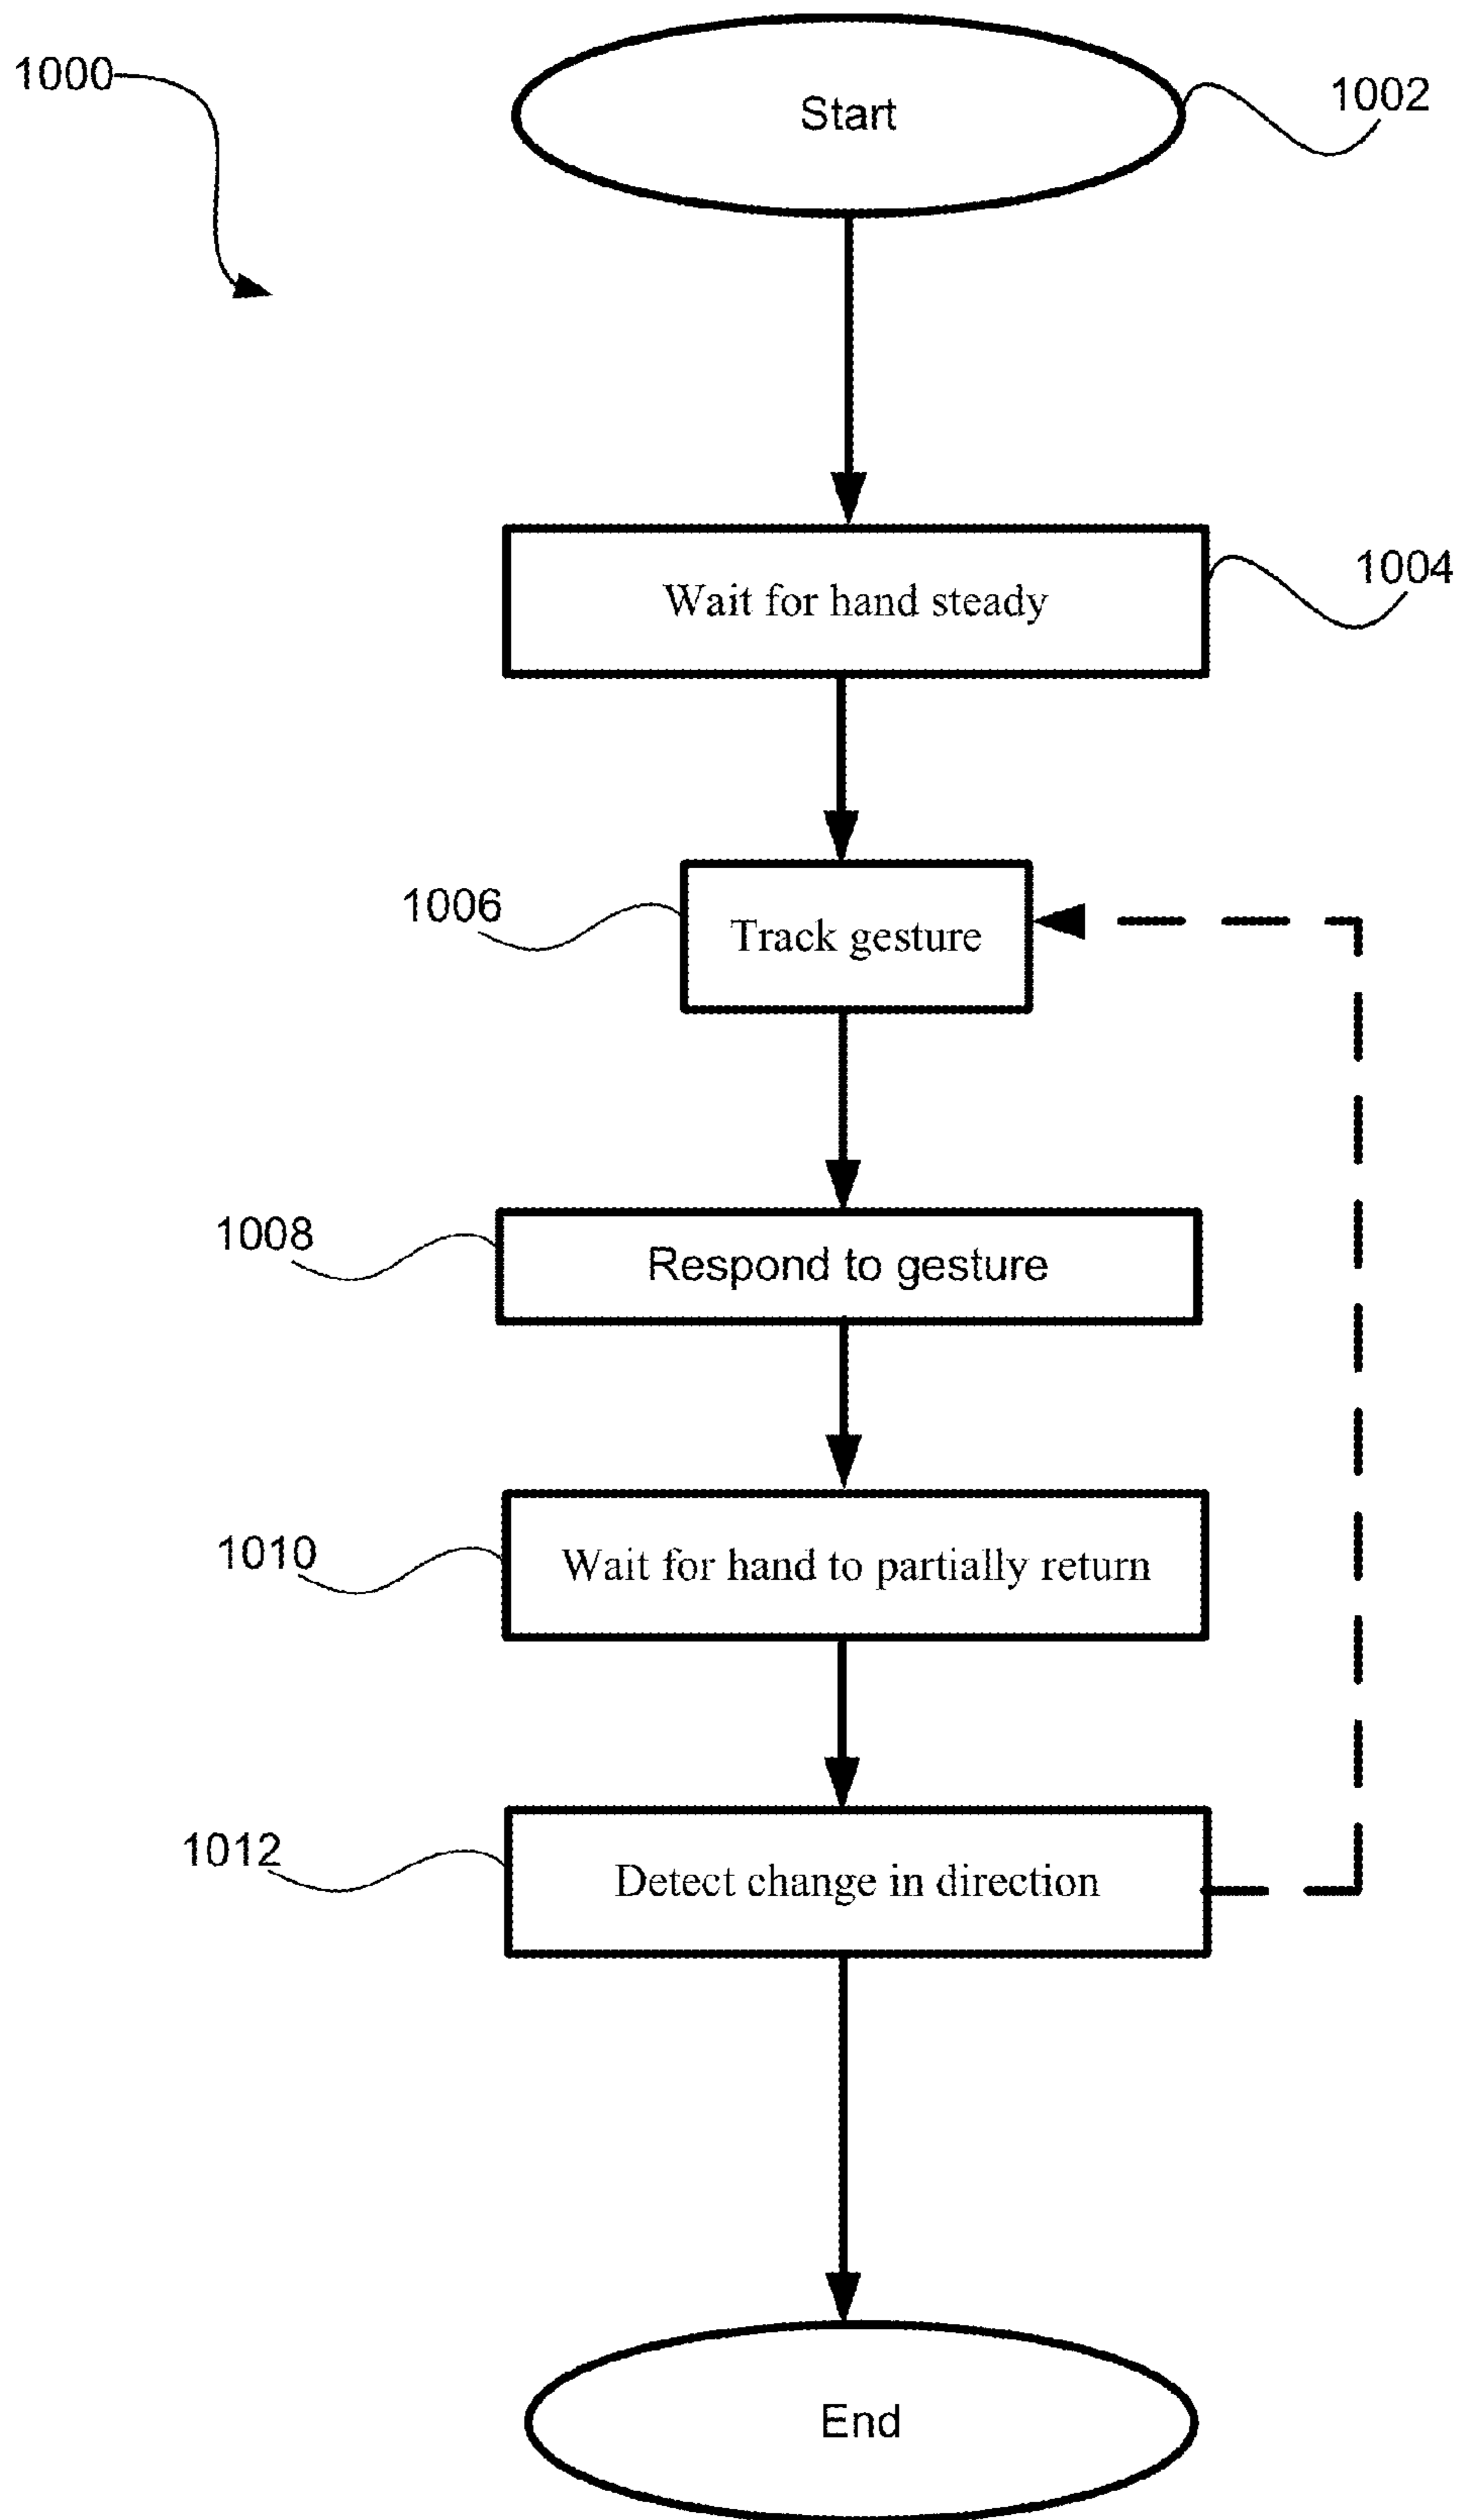 1000
Start
1002
Wait for hand steady
1004
1006
Track gesture
1008
Respond to gesture
1010
Wait for hand to partially return
1012
Detect change in direction
End